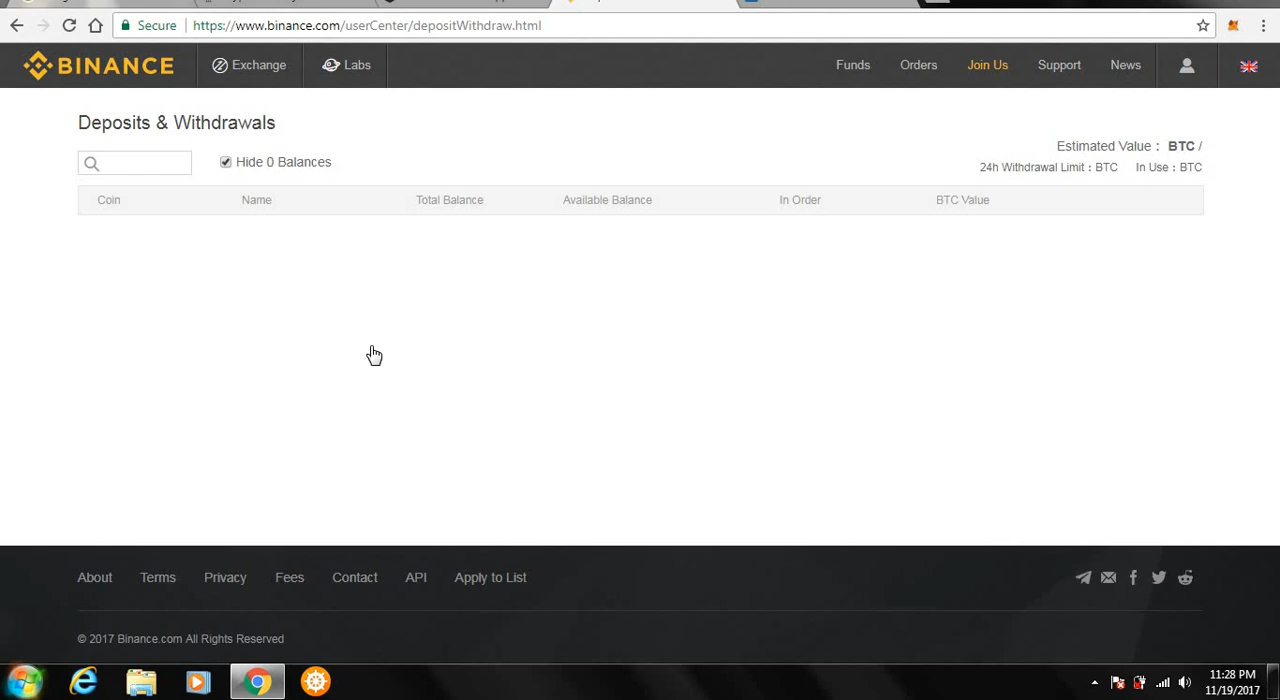 Secure https://www.binance.com/userCenter/depositWithdraw.html
BINANCE Exchange Labs Funds Orders Join Us Support News
Deposits & Withdrawals
Estimated Value : BTC /
Hide 0 Balances
24h Withdrawal Limit : BTC In Use : BTC
Coin Name Total Balance Available Balance In Order BTC Value
About Terms Privacy Fees Contact API Apply to List
© 2017 Binance.com All Rights Reserved
11:28 PM
11/19/2017